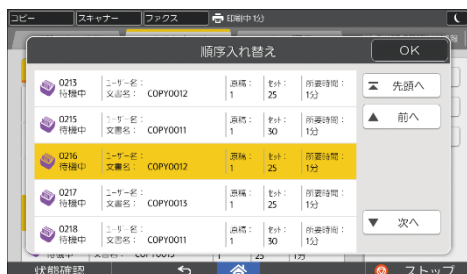 コピー スキャナー ファクス 印刷中 1分
順序入れ替え OK
0213 ユーザー名： 原稿： セット： 所要時間：
待機中 文書名： COPY0012 1 25 1分
0215 ユーザー名： 原稿： セット： 所要時間：
待機中 文書名： COPY0011 1 30 1分
0216 ユーザー名： 原稿： セット： 所要時間：
待機中 文書名： COPY0012 1 25 1分
0217 ユーザー名： 原稿： セット： 所要時間：
待機中 文書名： COPY0013 1 25 1分
0218 ユーザー名： 原稿： セット： 所要時間：
待機中 文書名： COPY0011 1 30 1分
先頭へ
前へ
次へ
状態確認 ストップ